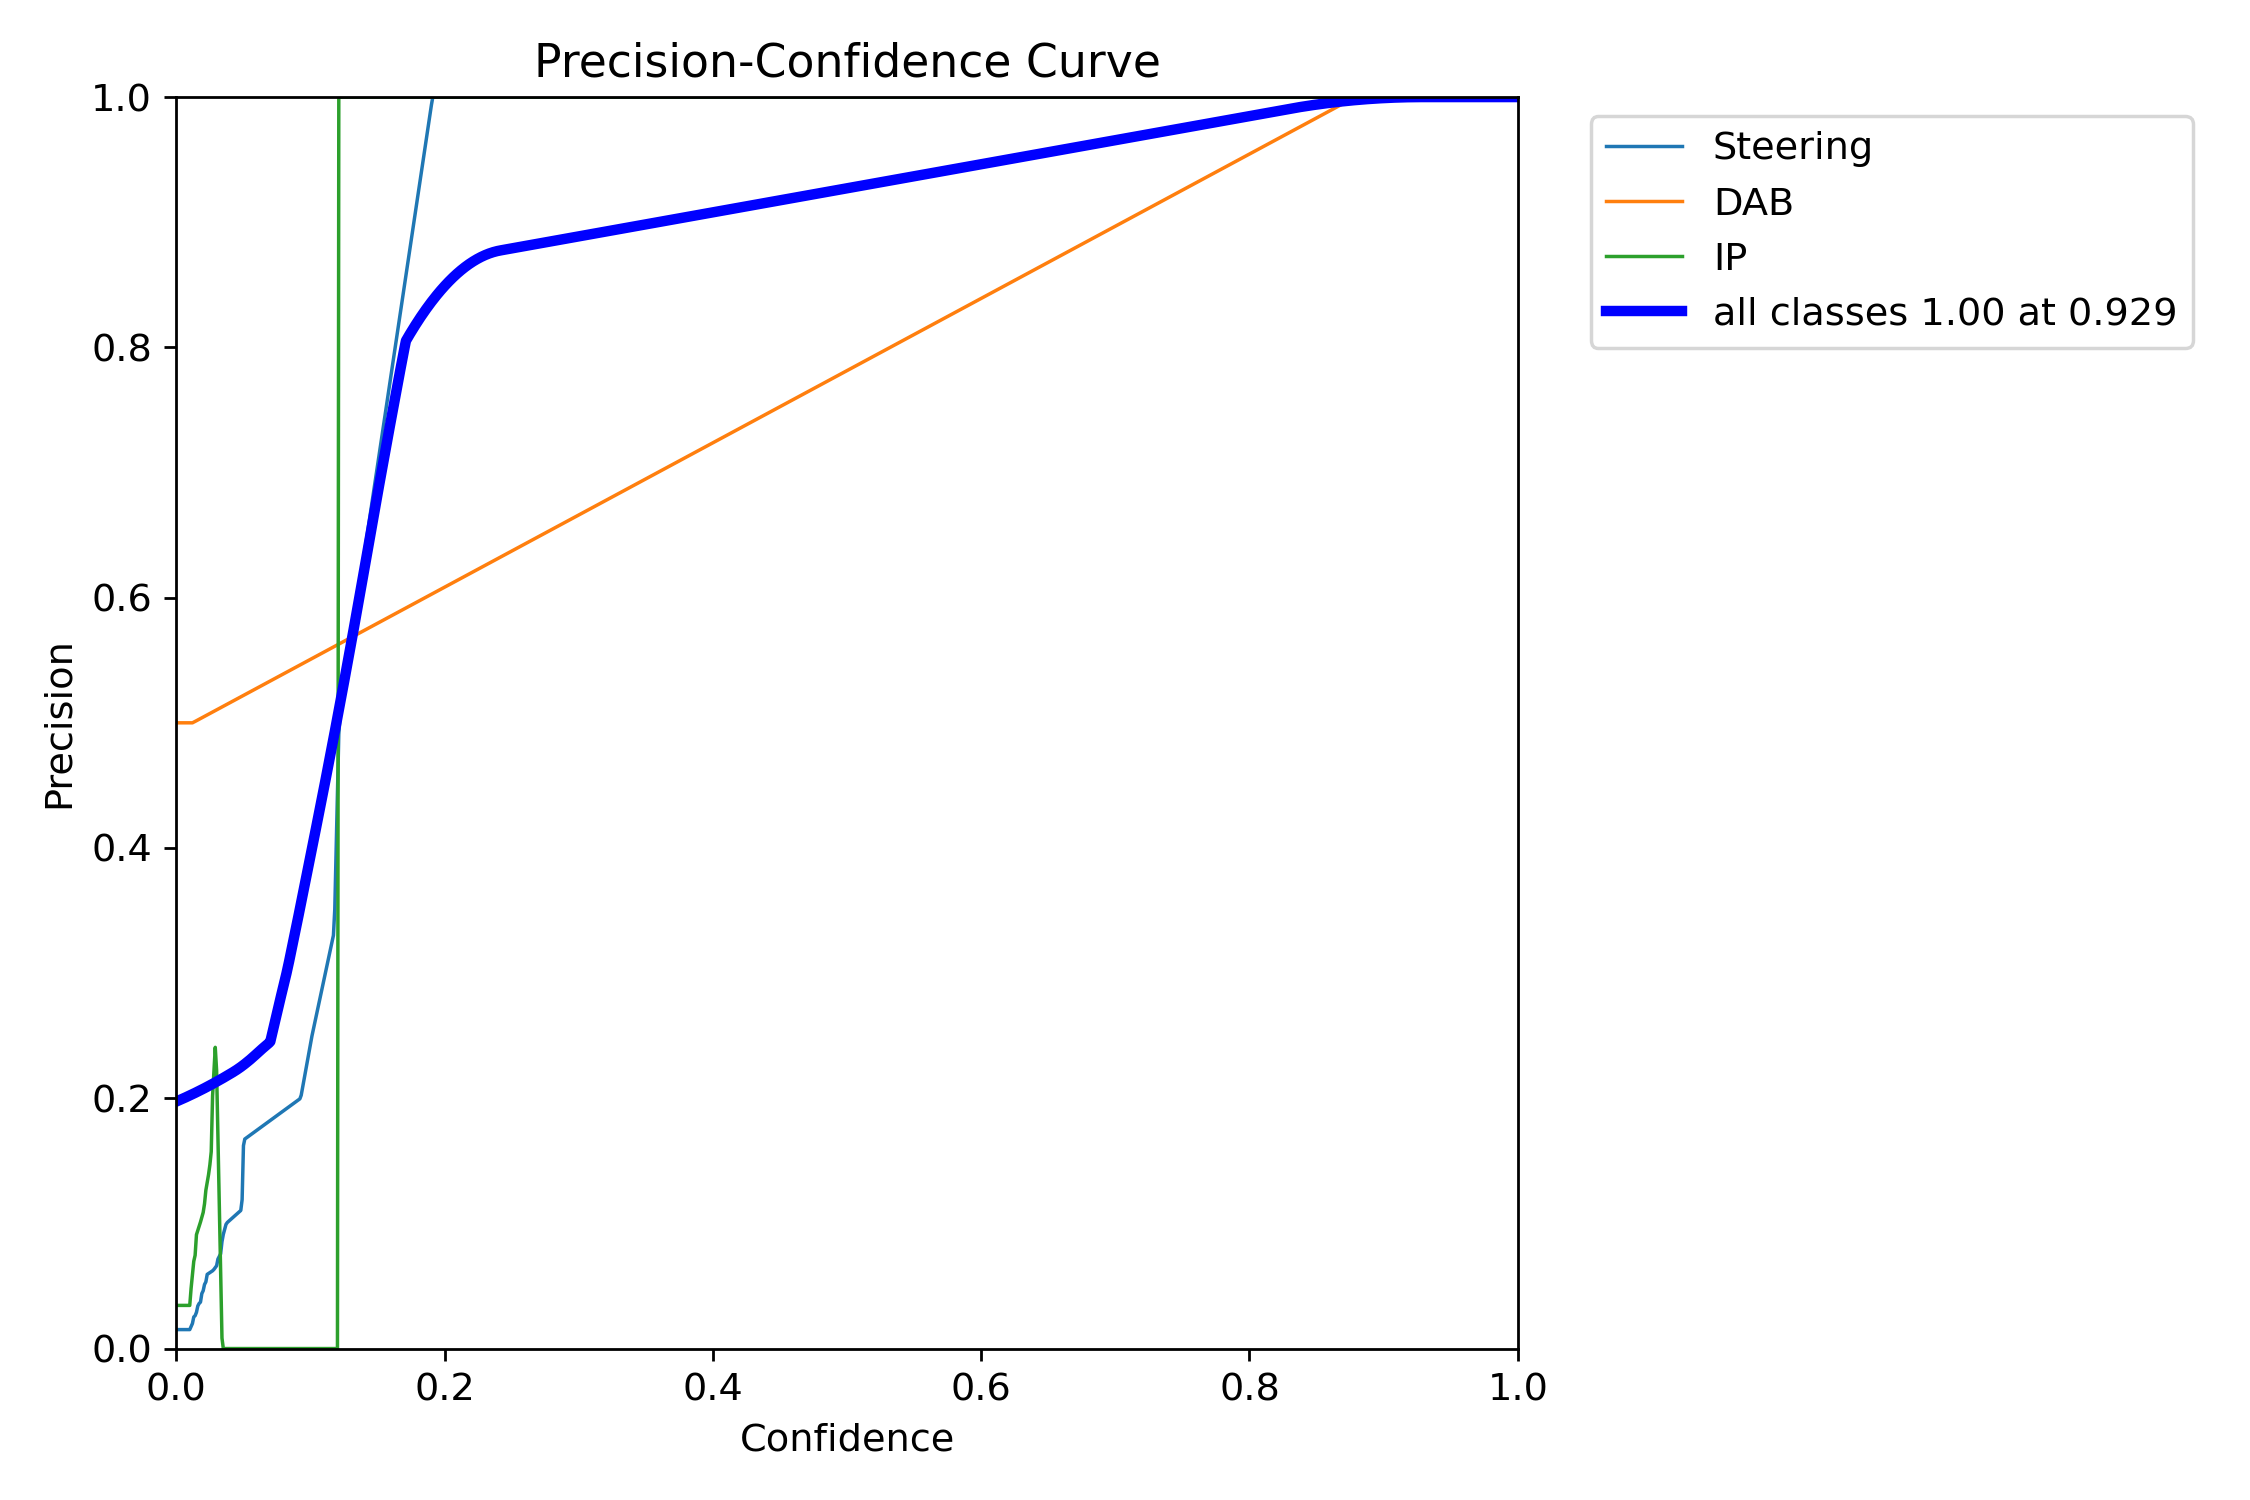 Precision-Confidence Curve
1.0
0.8
0.6
0.4
0.2
0.0
Precision
0.0 0.2 0.4 0.6 0.8 1.0
Confidence
Steering
DAB
IP
all classes 1.00 at 0.929